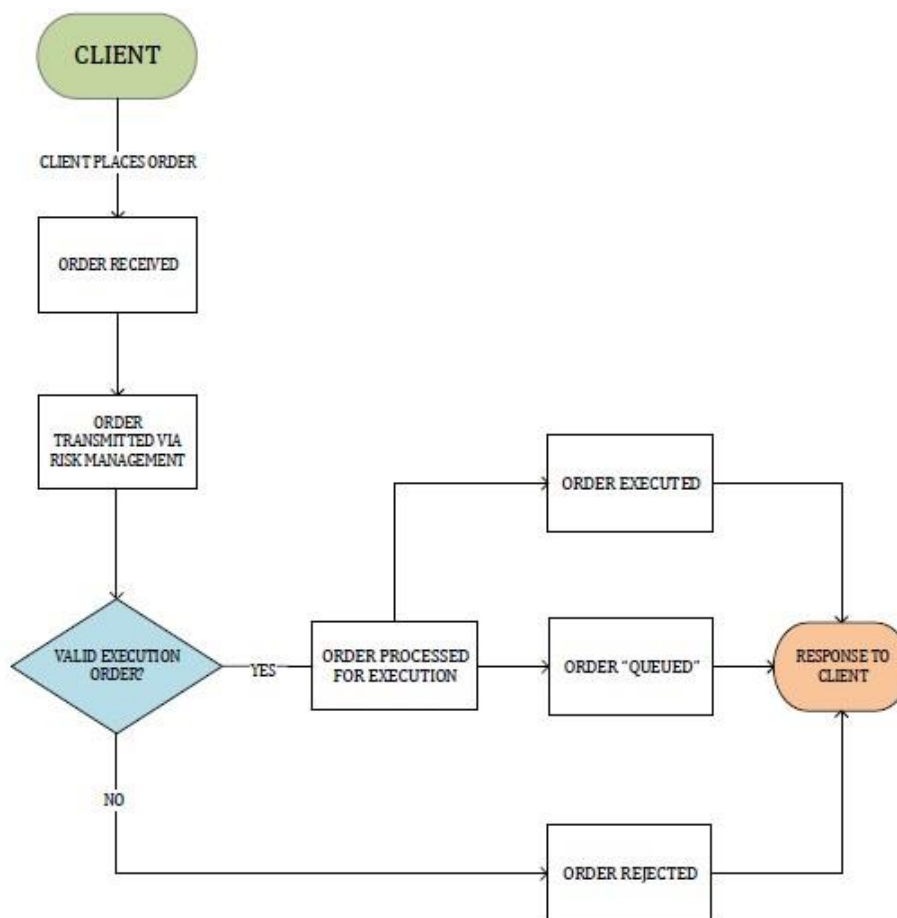 CLIENT
CLIENT PLACES ORDER
ORDER RECEIVED
ORDER
TRANSMITTED VIA
RISK MANAGEMENT
ORDER EXECUTED
VALID EXECUTION
ORDER?
YES
ORDER PROCESSED
FOR EXECUTION
ORDER “QUEUED”
RESPONSE TO
CLIENT
NO
ORDER REJECTED